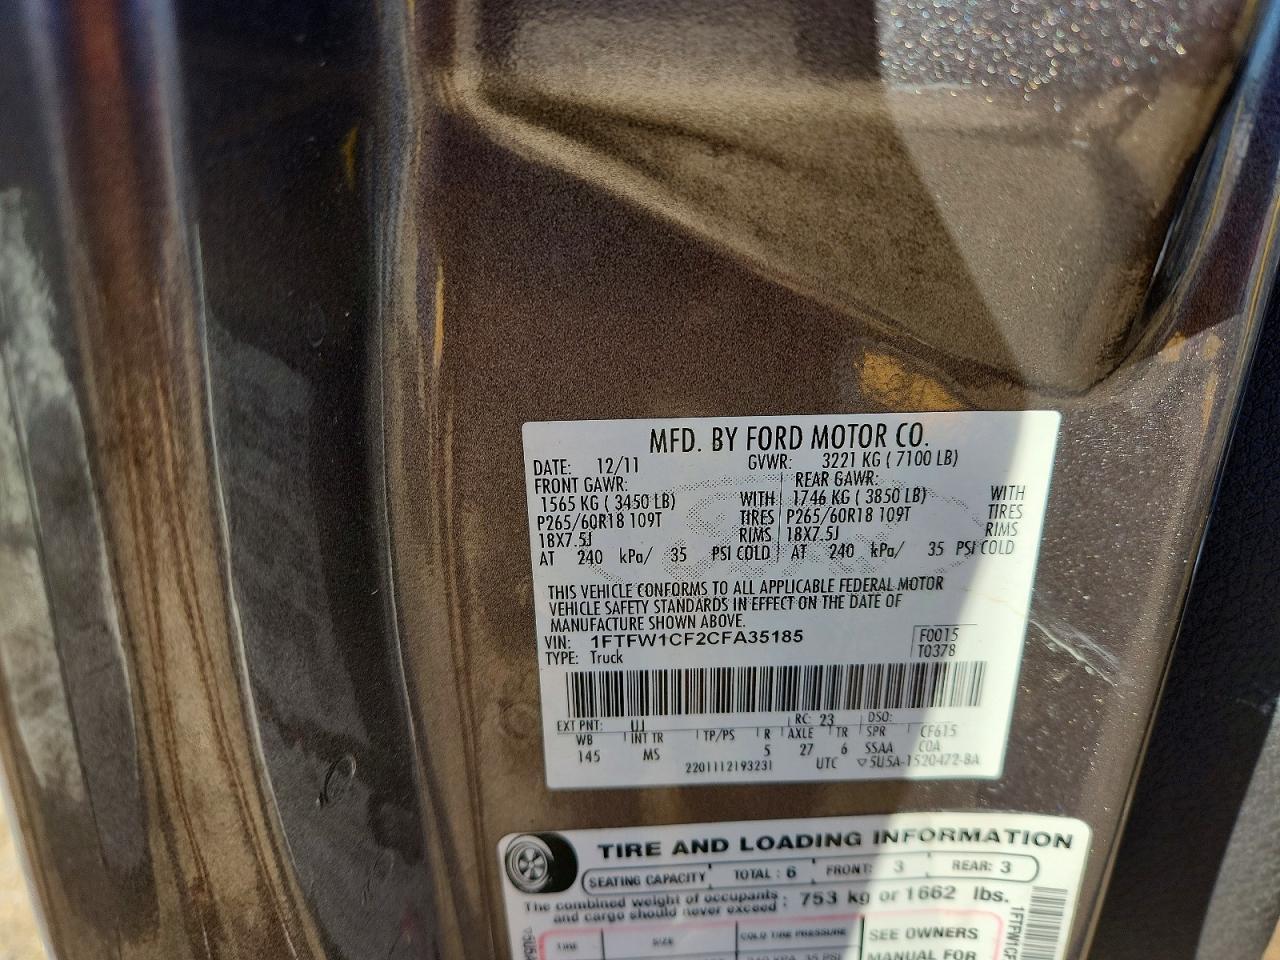 MFD. BY FORD MOTOR CO.
DATE: 12/11 GVWR: 3221 KG ( 7100 LB)
FRONT GAWR: REAR GAWR:
1565 KG ( 3450 LB) WITH 1746 KG ( 3850 LB) WITH
P265/60R18 109T TIRES P265/60R18 109T TIRES
18X7.5J RIMS 18X7.5J RIMS
AT 240 kPa/ 35 PSI COLD AT 240 kPa/ 35 PSI COLD
THIS VEHICLE CONFORMS TO ALL APPLICABLE FEDERAL MOTOR
VEHICLE SAFETY STANDARDS IN EFFECT ON THE DATE OF
MANUFACTURE SHOWN ABOVE.
VIN: 1FTFW1CF2CFA35185 F0015
TYPE: Truck T0378
EXT PNT: UJ RC: 23 DSO:
WB INT TR TP/PS R AXLE TR SPR CF615
145 MS 5 27 6 SSAA COA
2201112193231 UTC ▽5U5A-1520472-BA
TIRE AND LOADING INFORMATION
SEATING CAPACITY TOTAL : 6 FRONT: 3 REAR: 3
The combined weight of occupants and cargo should never exceed : 753 kg or 1662 lbs.
TIRE SIZE COLD TIRE PRESSURE SEE OWNERS
MANUAL FOR
1FTFW1CF